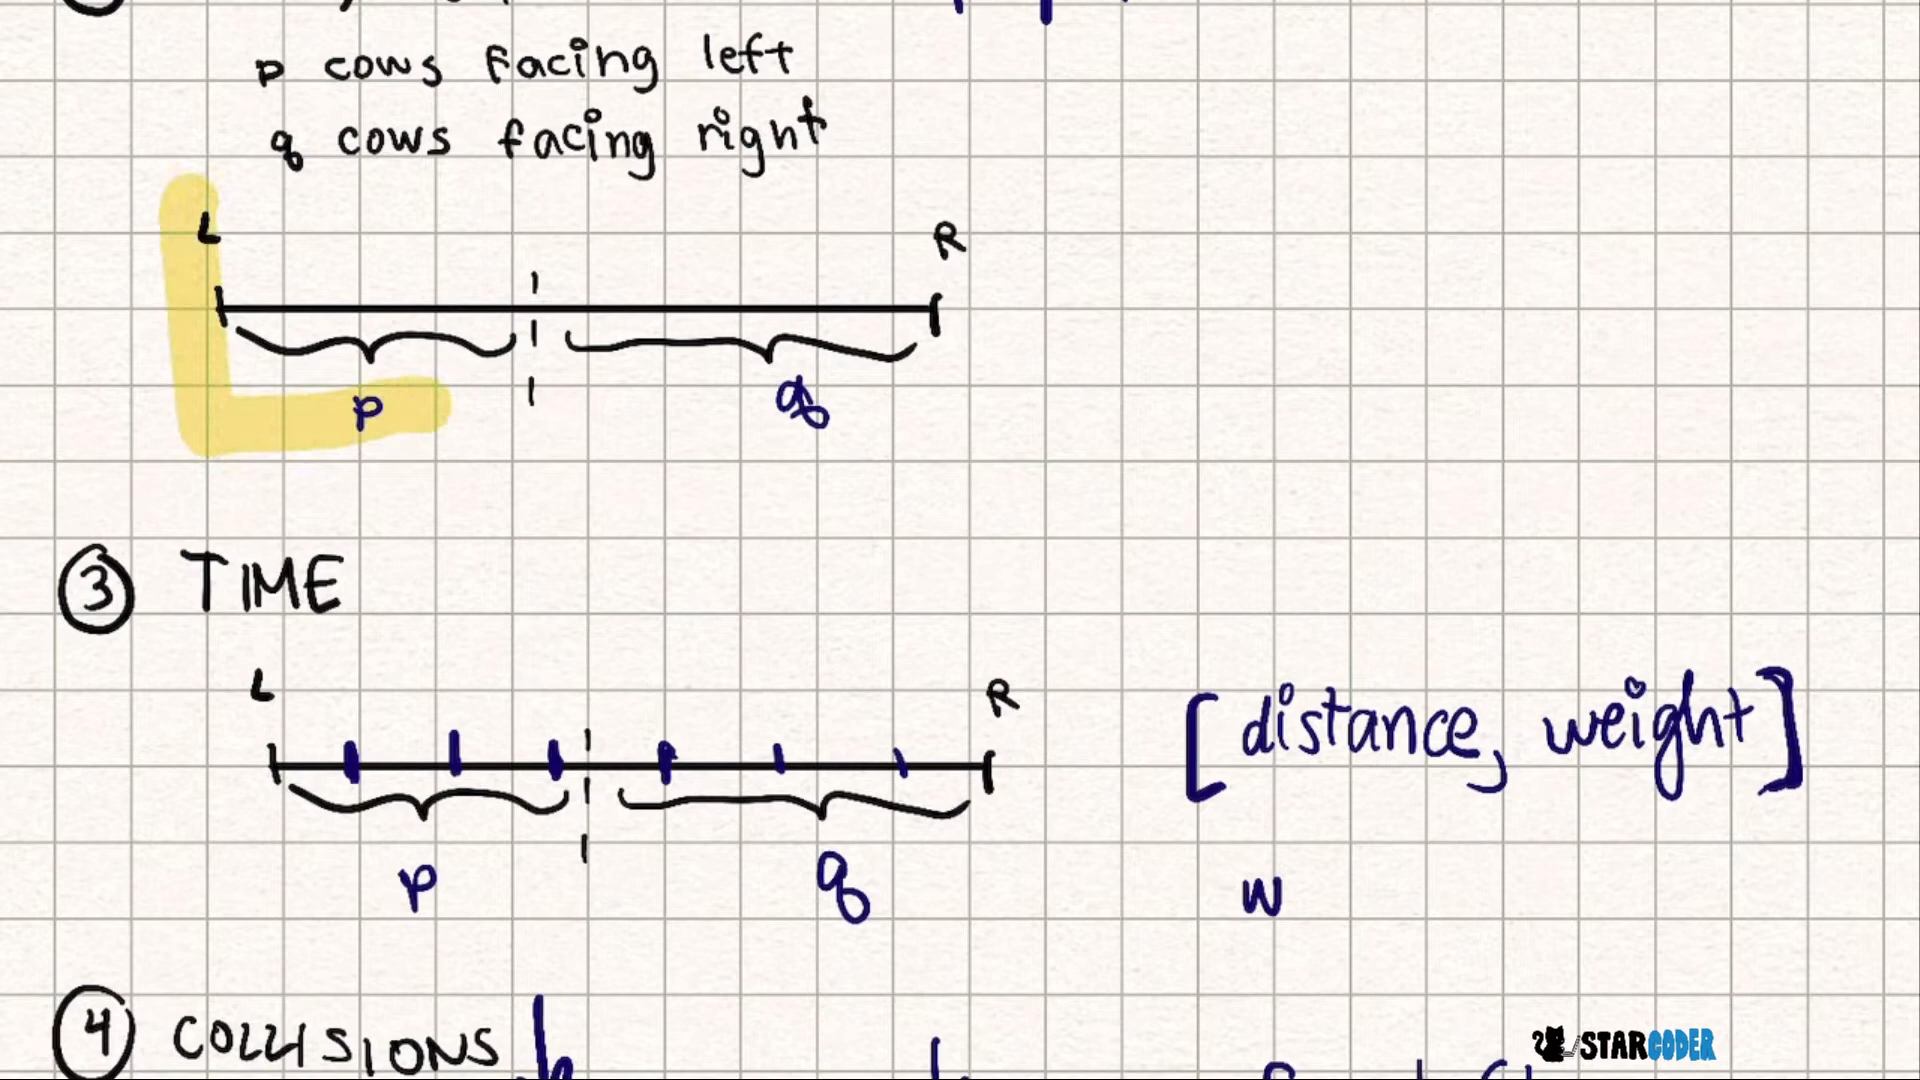 p cows facing left
q cows facing right
L R
p q
3 TIME
L R
[distance, weight]
p q w
4 COLLISIONS
STARCODER